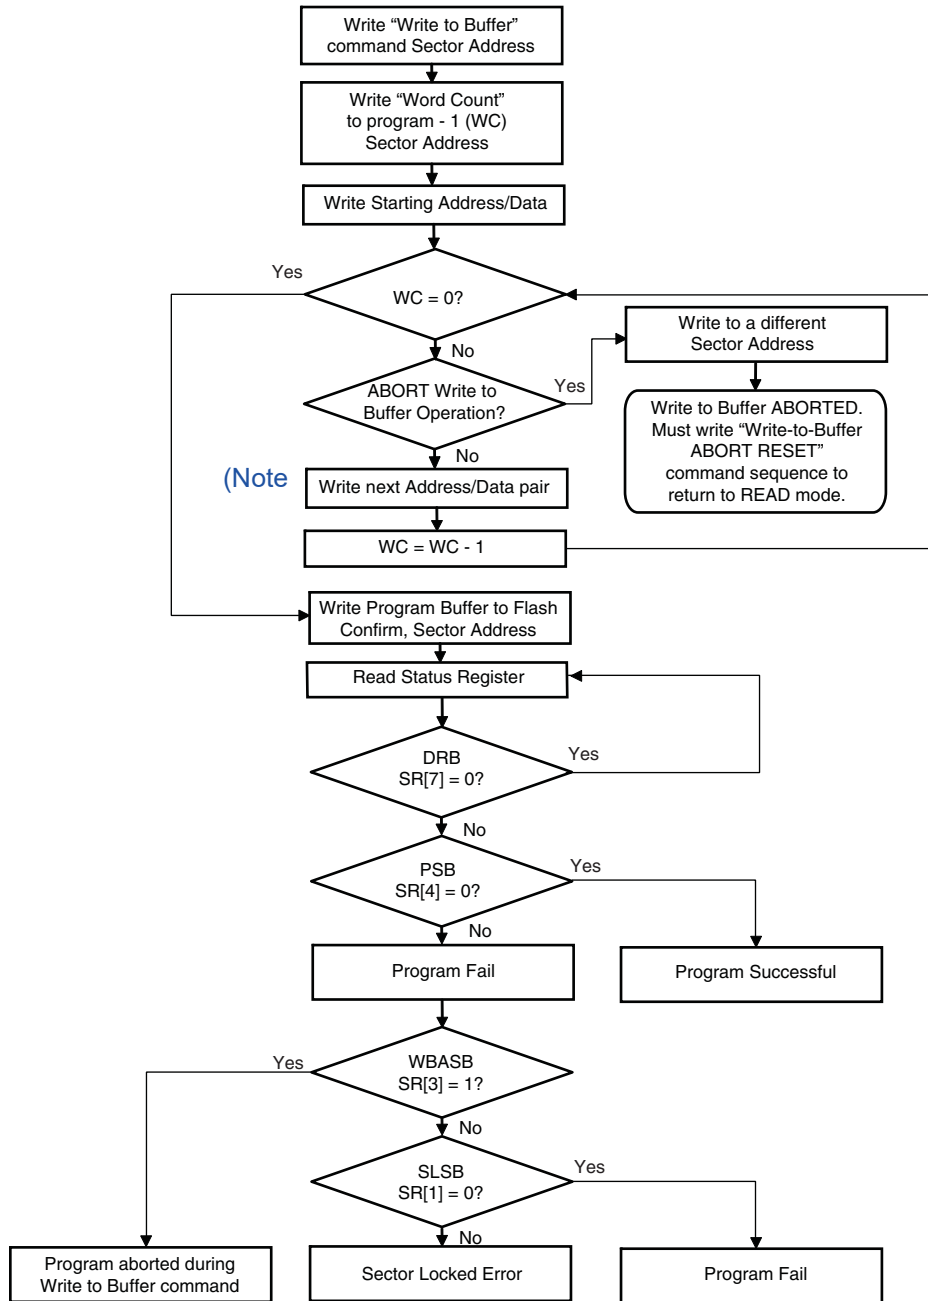 Write “Write to Buffer”
command Sector Address
Write “Word Count”
to program - 1 (WC)
Sector Address
Write Starting Address/Data
Yes
WC = 0?
No
Write to a different
Sector Address
ABORT Write to
Buffer Operation?
Yes
No
Write to Buffer ABORTED.
Must write “Write-to-Buffer
ABORT RESET”
command sequence to
return to READ mode.
(Note
Write next Address/Data pair
WC = WC - 1
Write Program Buffer to Flash
Confirm, Sector Address
Read Status Register
DRB
SR[7] = 0?
Yes
No
PSB
SR[4] = 0?
Yes
No
Program Fail
Program Successful
Yes
WBASB
SR[3] = 1?
No
SLSB
SR[1] = 0?
Yes
No
Program aborted during
Write to Buffer command
Sector Locked Error
Program Fail